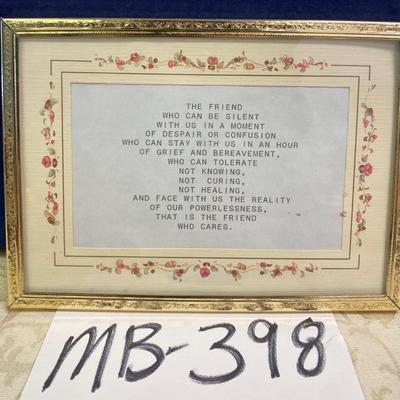 THE FRIEND
WHO CAN BE SILENT
WITH US IN A MOMENT
OF DESPAIR OR CONFUSION
WHO CAN STAY WITH US IN AN HOUR
OF GRIEF AND BEREAVEMENT,
WHO CAN TOLERATE
NOT KNOWING,
NOT CURING,
NOT HEALING,
AND FACE WITH US THE REALITY
OF OUR POWERLESSNESS,
THAT IS THE FRIEND
WHO CARES.
MB-398